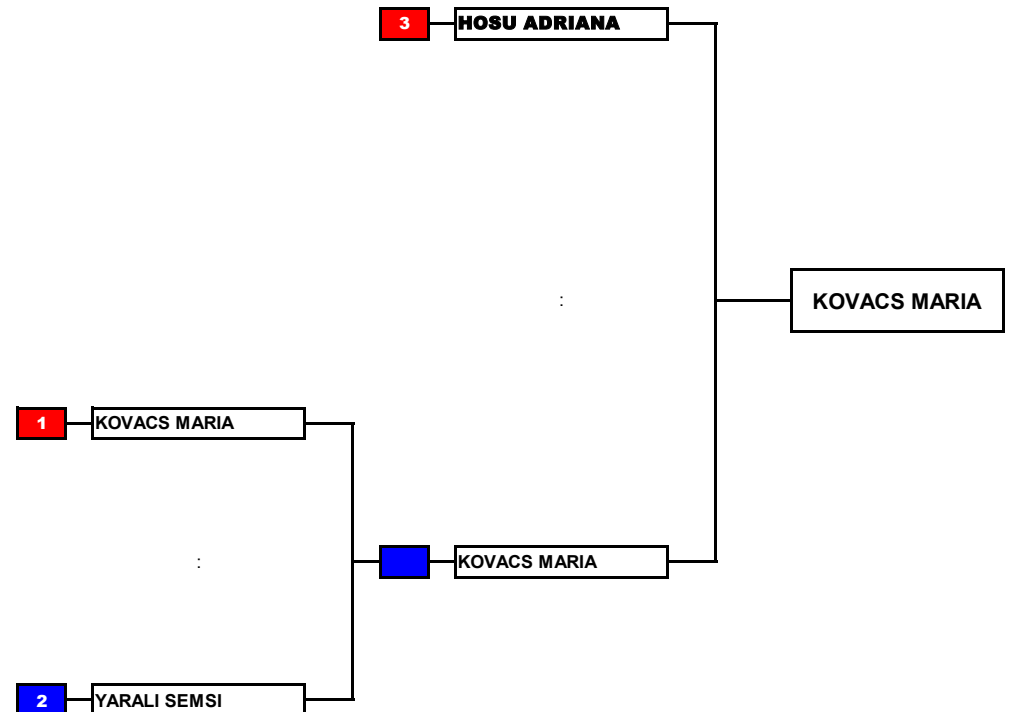 3 HOSU ADRIANA
:
KOVACS MARIA
1 KOVACS MARIA
:
KOVACS MARIA
2 YARALI SEMSI